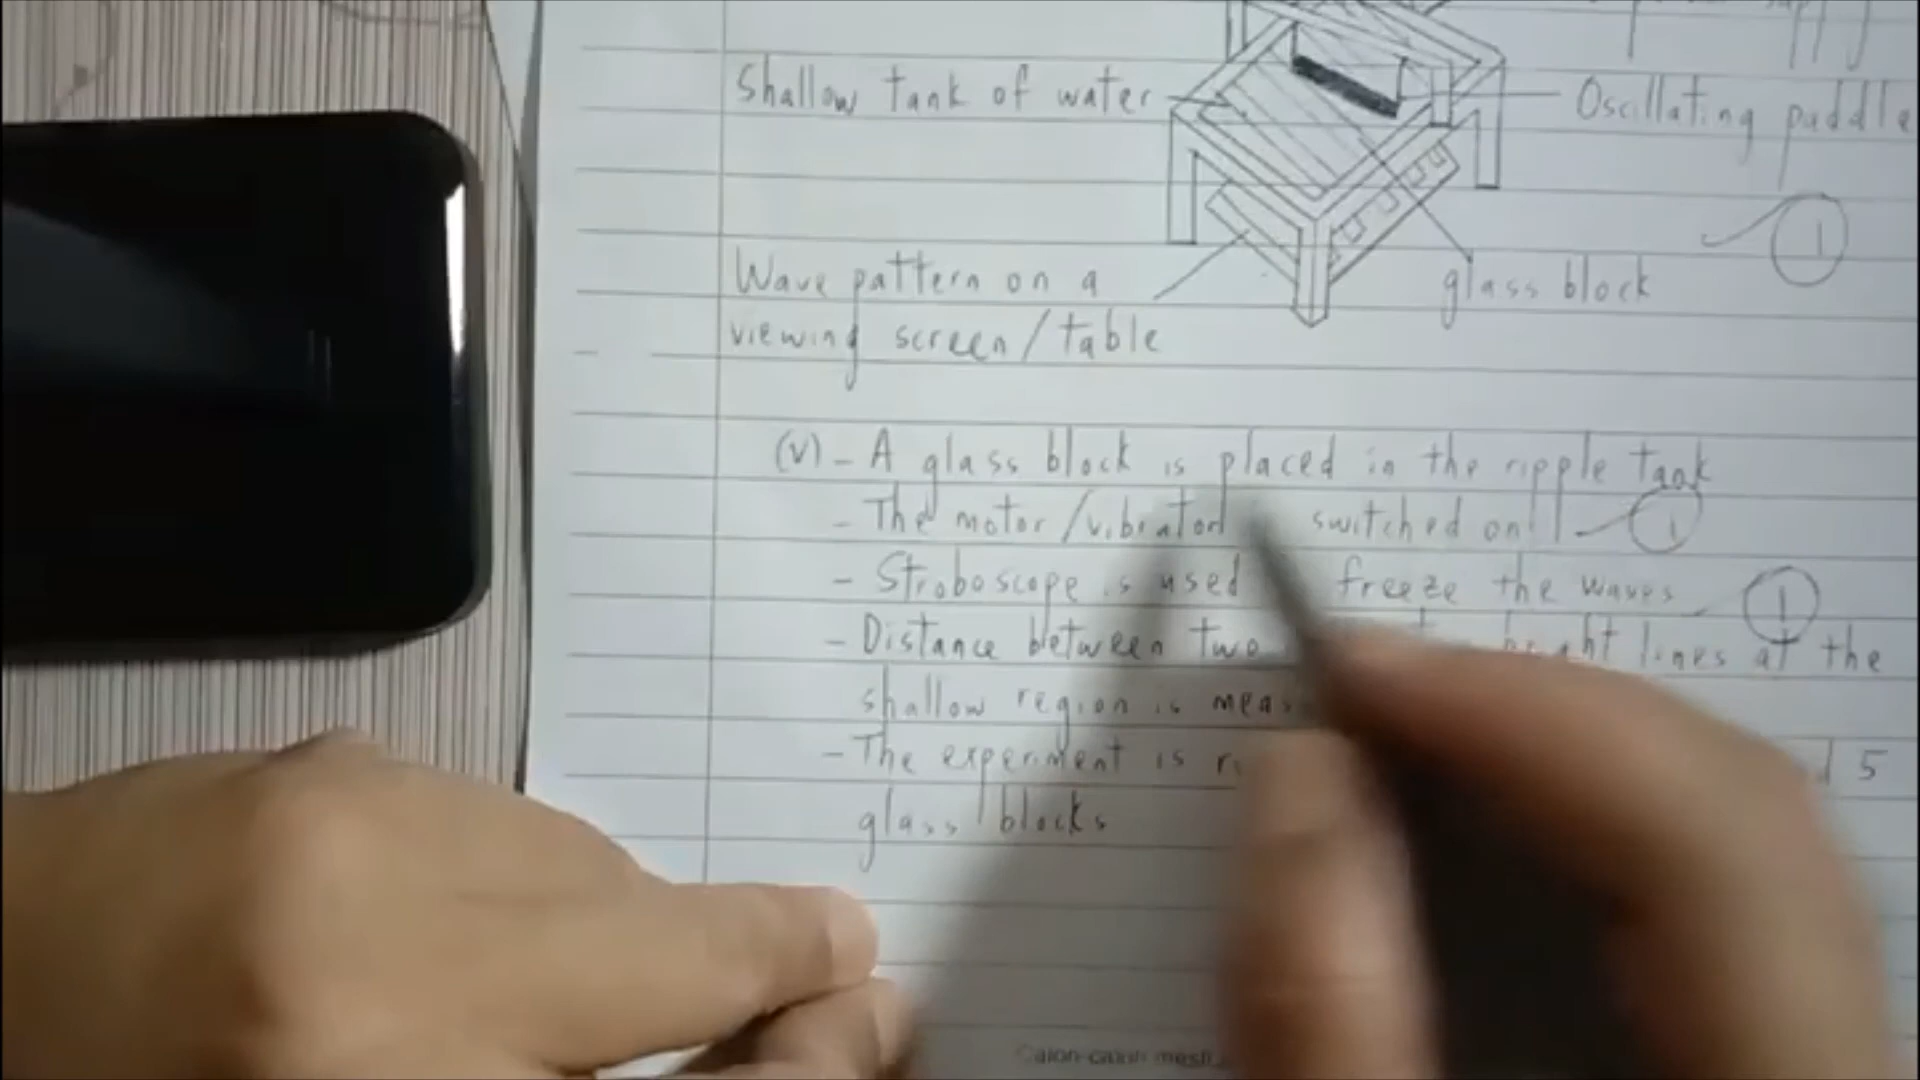 Shallow tank of water
Oscillating paddle
1
Wave pattern on a
viewing screen/table
glass block
(v) - A glass block is placed in the ripple tank
- The motor/vibrator switched on
1
- Stroboscope is used freeze the waves
1
- Distance between two bright lines at the
shallow region is
- The experiment is 5
glass blocks